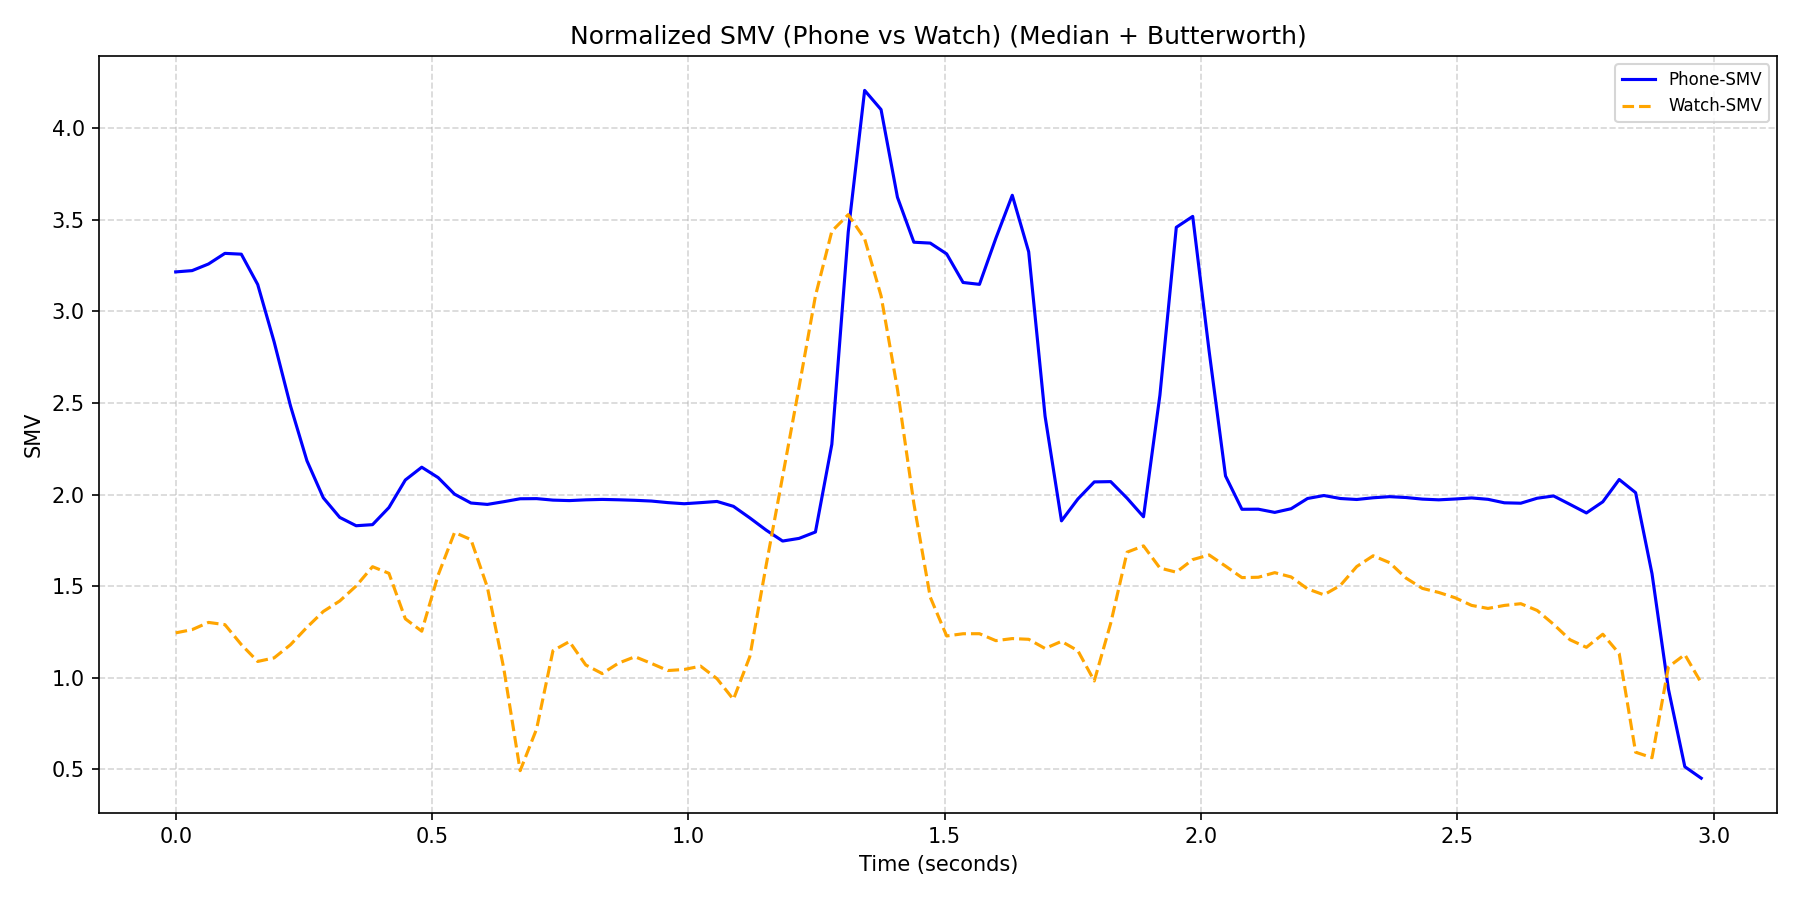 Normalized SMV (Phone vs Watch) (Median + Butterworth)
Phone-SMV
Watch-SMV
SMV
4.0
3.5
3.0
2.5
2.0
1.5
1.0
0.5
0.0 0.5 1.0 1.5 2.0 2.5 3.0
Time (seconds)